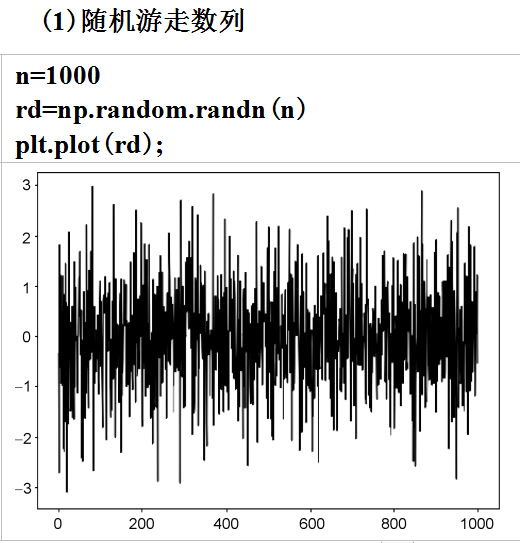 (1)随机游走数列
n=1000
rd=np.random.randn(n)
plt.plot(rd);
3
2
1
0
−1
−2
−3
0 200 400 600 800 1000